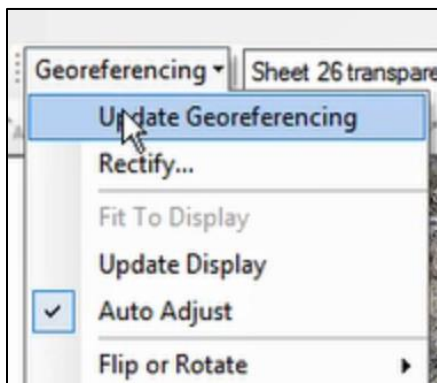 Georeferencing Sheet 26 transpare
Update Georeferencing
Rectify...
Fit To Display
Update Display
Auto Adjust
Flip or Rotate